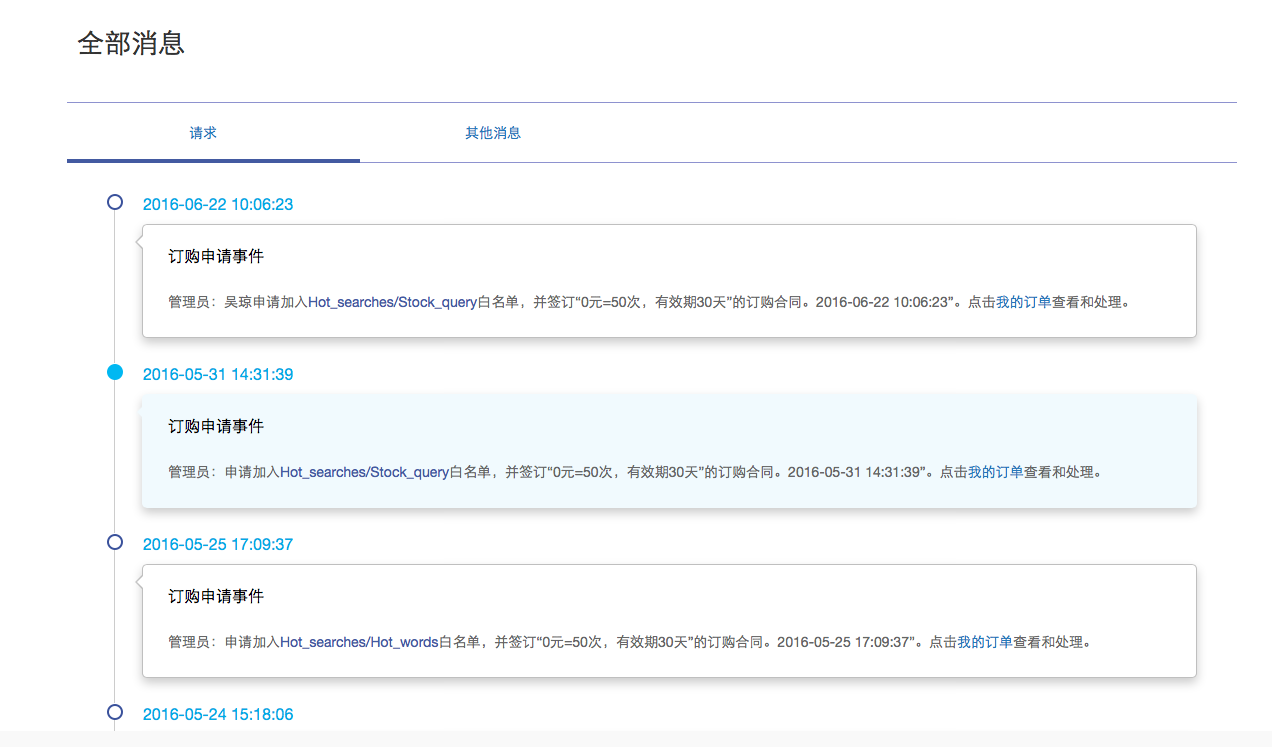 全部消息
请求 其他消息
2016-06-22 10:06:23
订购申请事件
管理员：吴琼申请加入Hot_searches/Stock_query白名单，并签订“0元=50次，有效期30天”的订购合同。2016-06-22 10:06:23”。点击我的订单查看和处理。
2016-05-31 14:31:39
订购申请事件
管理员：申请加入Hot_searches/Stock_query白名单，并签订“0元=50次，有效期30天”的订购合同。2016-05-31 14:31:39”。点击我的订单查看和处理。
2016-05-25 17:09:37
订购申请事件
管理员：申请加入Hot_searches/Hot_words白名单，并签订“0元=50次，有效期30天”的订购合同。2016-05-25 17:09:37”。点击我的订单查看和处理。
2016-05-24 15:18:06